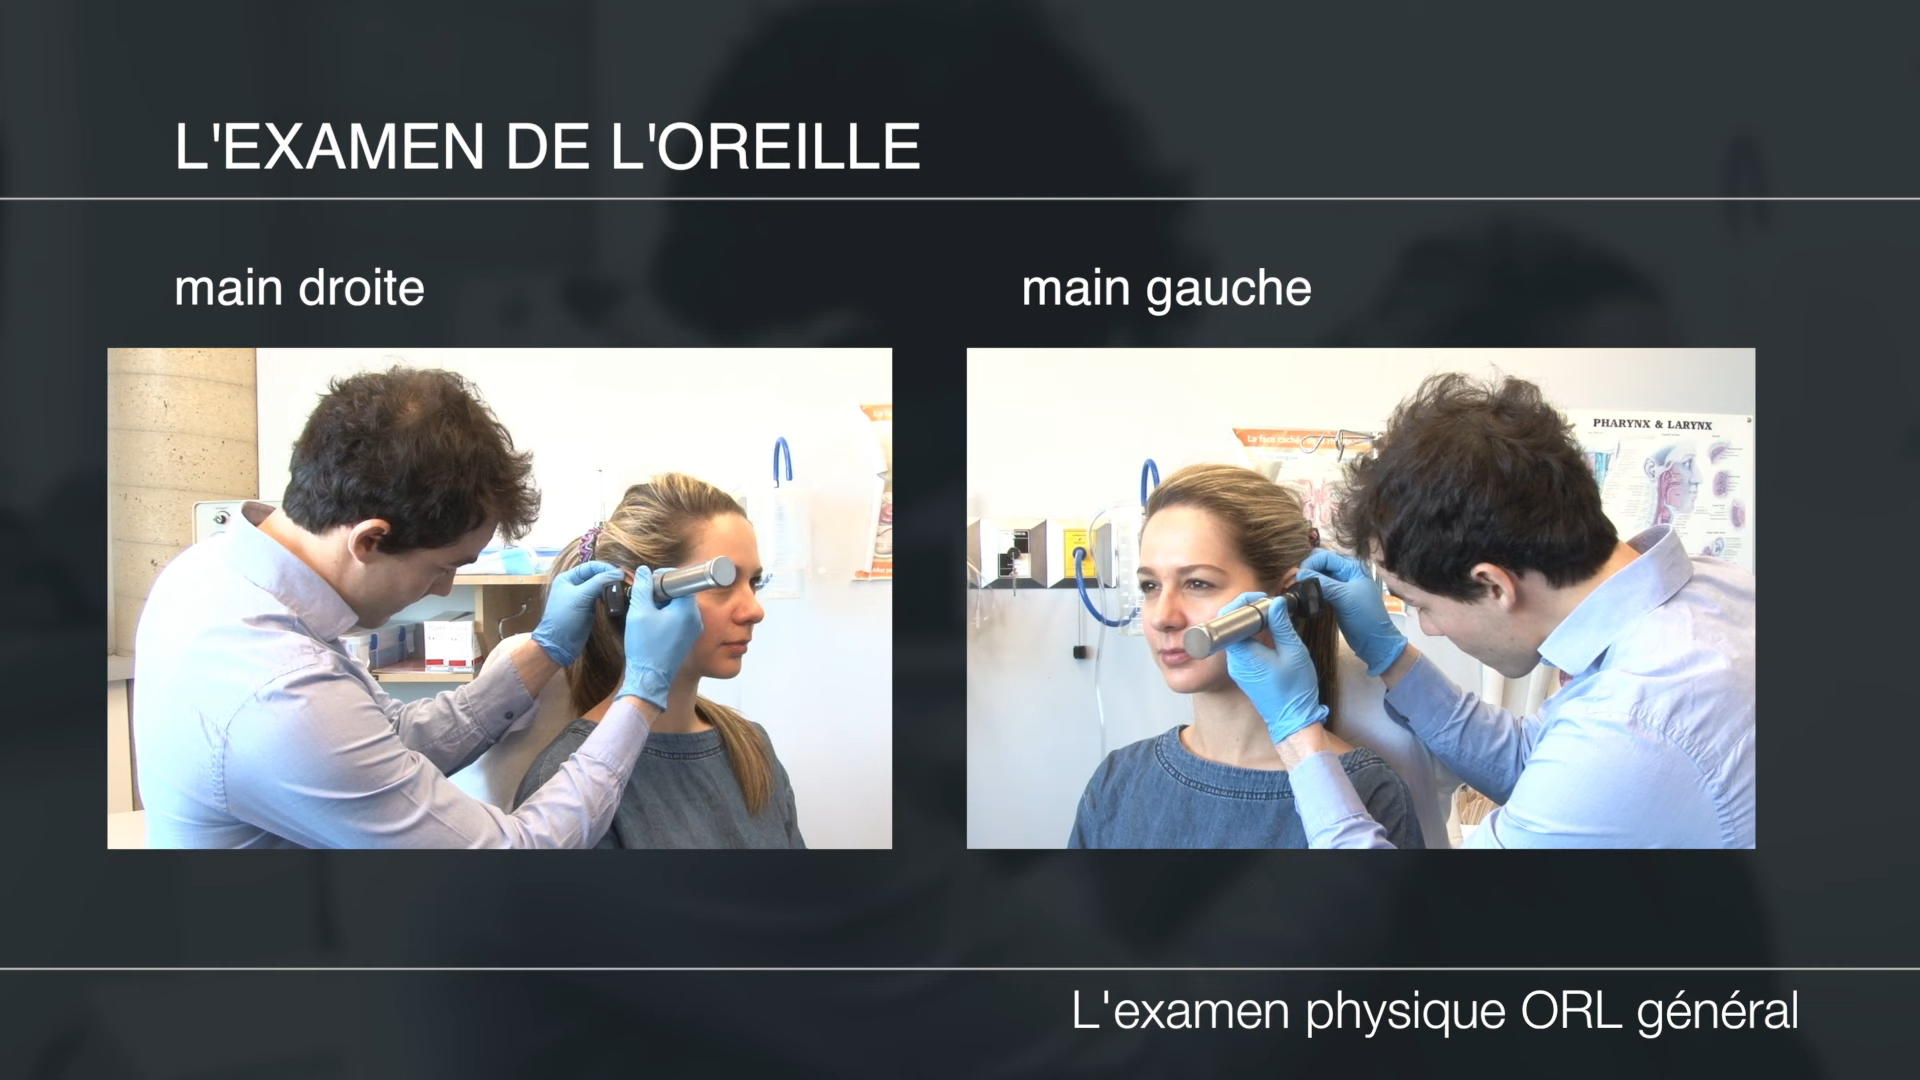 L'EXAMEN DE L'OREILLE
main droite
main gauche
PHARYNX & LARYNX
L'examen physique ORL général